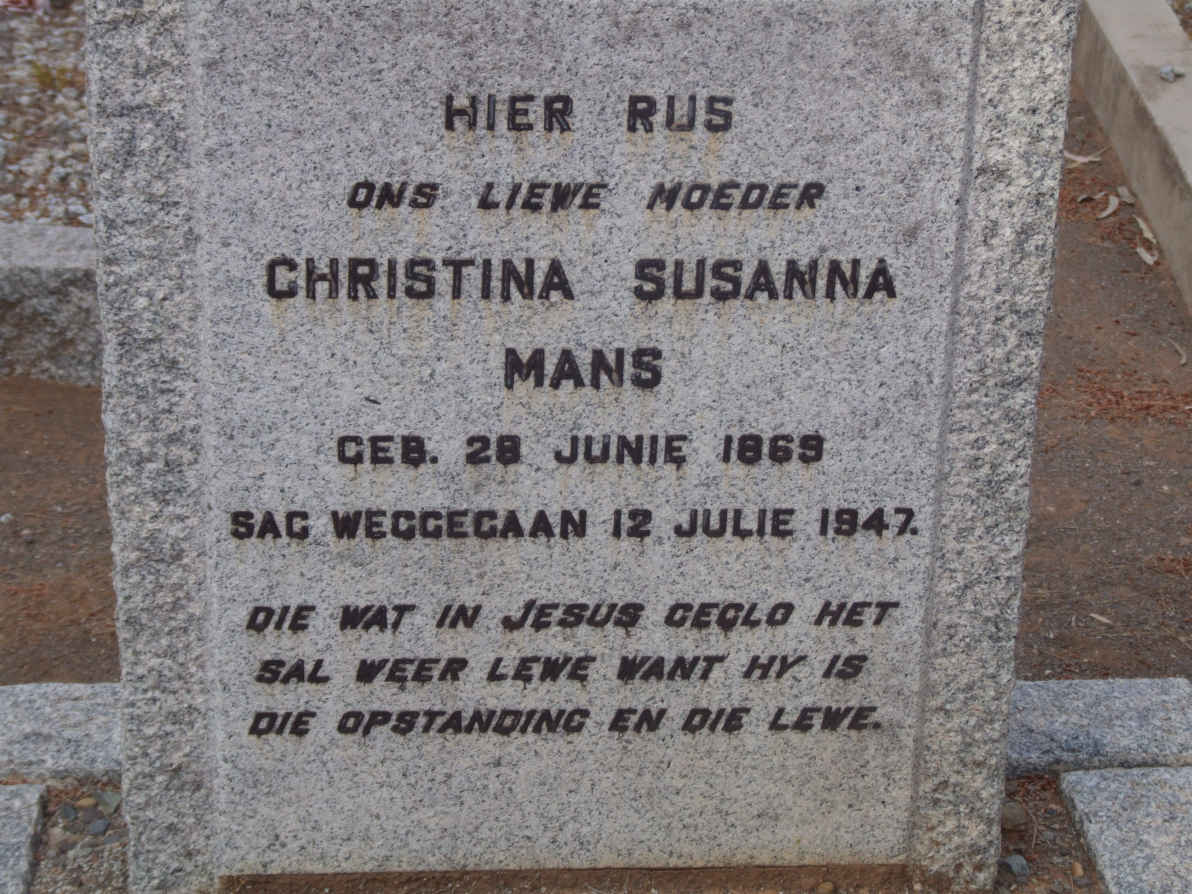 HIER RUS
ONS LIEWE MOEDER
CHRISTINA SUSANNA
MANS
GEB. 28 JUNIE 1869
SAG WEGGEGAAN 12 JULIE 1947.
DIE WAT IN JESUS GEGLO HET
SAL WEER LEWE WANT HY IS
DIE OPSTANDING EN DIE LEWE.